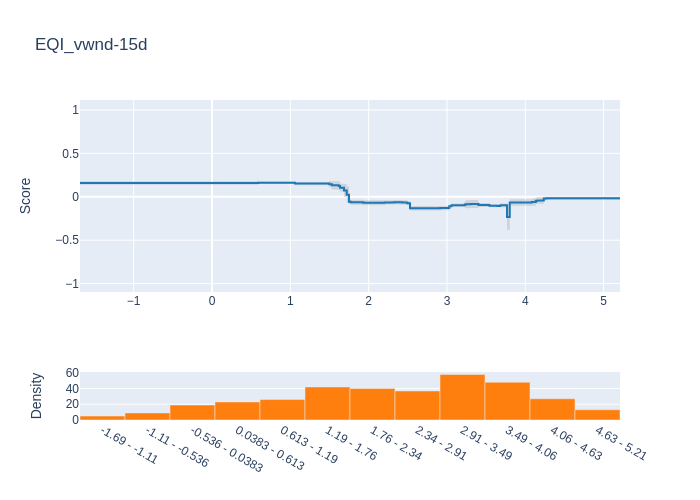 EQI_vwnd-15d
Score
1
0.5
0
−0.5
−1
−1 0 1 2 3 4 5
Density
60
40
20
0
-1.69 - -1.11
-1.11 - -0.536
-0.536 - 0.0383
0.0383 - 0.613
0.613 - 1.19
1.19 - 1.76
1.76 - 2.34
2.34 - 2.91
2.91 - 3.49
3.49 - 4.06
4.06 - 4.63
4.63 - 5.21